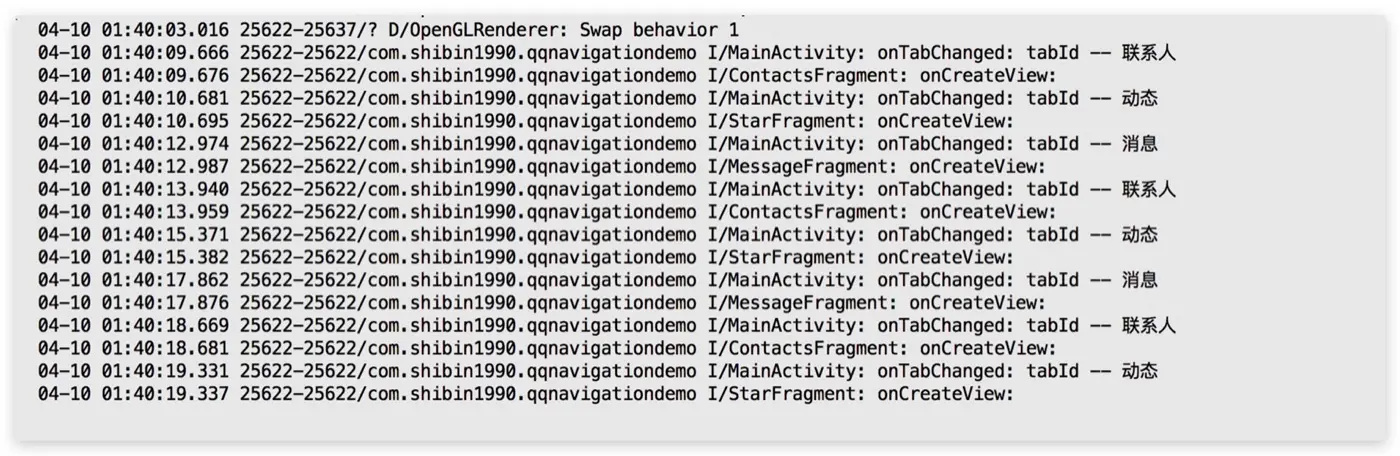 04-10 01:40:03.016 25622-25637/? D/OpenGLRenderer: Swap behavior 1
04-10 01:40:09.666 25622-25622/com.shibin1990.qqnavigationdemo I/MainActivity: onTabChanged: tabId -- 联系人
04-10 01:40:09.676 25622-25622/com.shibin1990.qqnavigationdemo I/ContactsFragment: onCreateView:
04-10 01:40:10.681 25622-25622/com.shibin1990.qqnavigationdemo I/MainActivity: onTabChanged: tabId -- 动态
04-10 01:40:10.695 25622-25622/com.shibin1990.qqnavigationdemo I/StarFragment: onCreateView:
04-10 01:40:12.974 25622-25622/com.shibin1990.qqnavigationdemo I/MainActivity: onTabChanged: tabId -- 消息
04-10 01:40:12.987 25622-25622/com.shibin1990.qqnavigationdemo I/MessageFragment: onCreateView:
04-10 01:40:13.940 25622-25622/com.shibin1990.qqnavigationdemo I/MainActivity: onTabChanged: tabId -- 联系人
04-10 01:40:13.959 25622-25622/com.shibin1990.qqnavigationdemo I/ContactsFragment: onCreateView:
04-10 01:40:15.371 25622-25622/com.shibin1990.qqnavigationdemo I/MainActivity: onTabChanged: tabId -- 动态
04-10 01:40:15.382 25622-25622/com.shibin1990.qqnavigationdemo I/StarFragment: onCreateView:
04-10 01:40:17.862 25622-25622/com.shibin1990.qqnavigationdemo I/MainActivity: onTabChanged: tabId -- 消息
04-10 01:40:17.876 25622-25622/com.shibin1990.qqnavigationdemo I/MessageFragment: onCreateView:
04-10 01:40:18.669 25622-25622/com.shibin1990.qqnavigationdemo I/MainActivity: onTabChanged: tabId -- 联系人
04-10 01:40:18.681 25622-25622/com.shibin1990.qqnavigationdemo I/ContactsFragment: onCreateView:
04-10 01:40:19.331 25622-25622/com.shibin1990.qqnavigationdemo I/MainActivity: onTabChanged: tabId -- 动态
04-10 01:40:19.337 25622-25622/com.shibin1990.qqnavigationdemo I/StarFragment: onCreateView: